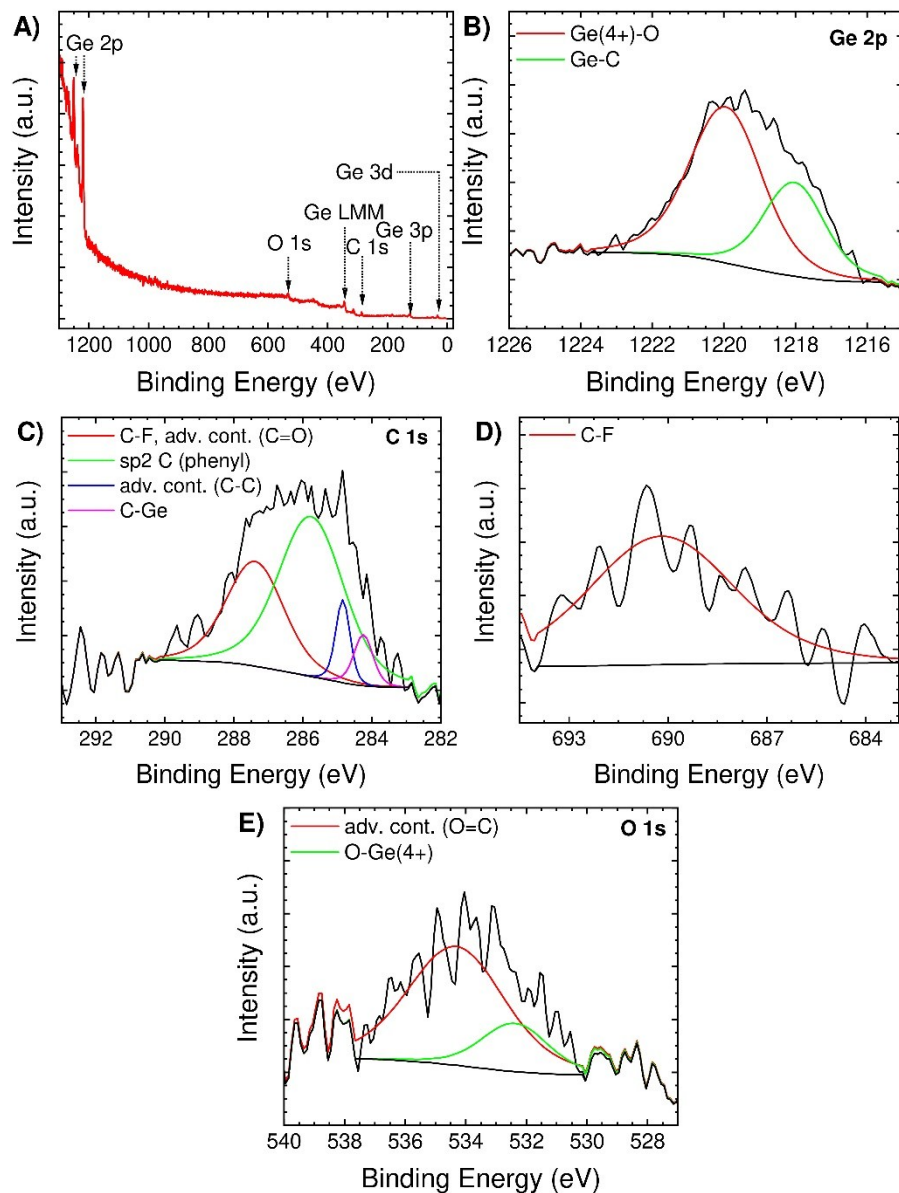 A)
Ge 2p
Ge 3d
Ge LMM
Ge 3p
O 1s
C 1s
Intensity (a.u.)
1200 1000 800 600 400 200 0
Binding Energy (eV)
B)
Ge(4+)-O
Ge-C
Ge 2p
Intensity (a.u.)
1226 1224 1222 1220 1218 1216
Binding Energy (eV)
C)
C-F, adv. cont. (C=O)
sp2 C (phenyl)
adv. cont. (C-C)
C-Ge
C 1s
Intensity (a.u.)
292 290 288 286 284 282
Binding Energy (eV)
D)
C-F
Intensity (a.u.)
693 690 687 684
Binding Energy (eV)
E)
adv. cont. (O=C)
O-Ge(4+)
O 1s
Intensity (a.u.)
540 538 536 534 532 530 528
Binding Energy (eV)